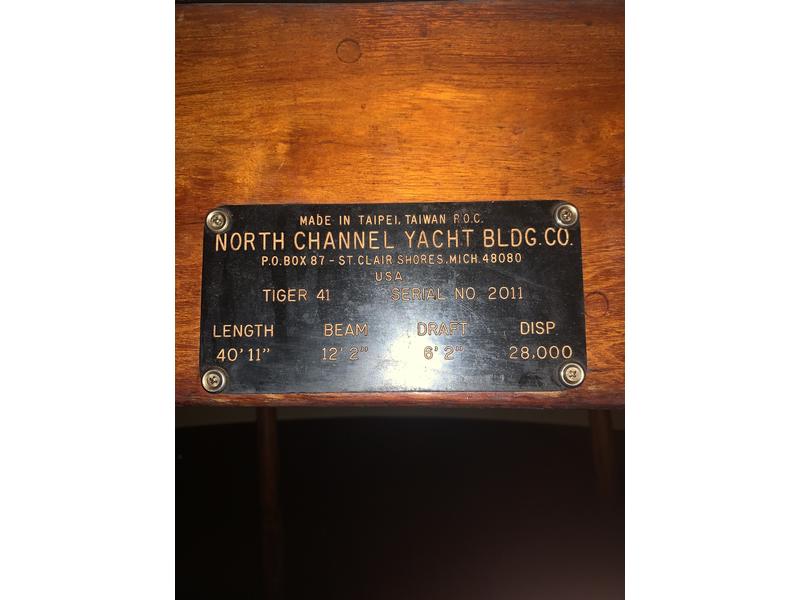 MADE IN TAIPEI, TAIWAN R.O.C.
NORTH CHANNEL YACHT BLDG. CO.
P.O. BOX 87 - ST. CLAIR SHORES, MICH. 48080
USA
TIGER 41 SERIAL NO. 2011
LENGTH BEAM DRAFT DISP.
40' 11" 12' 2" 6' 2" 28,000